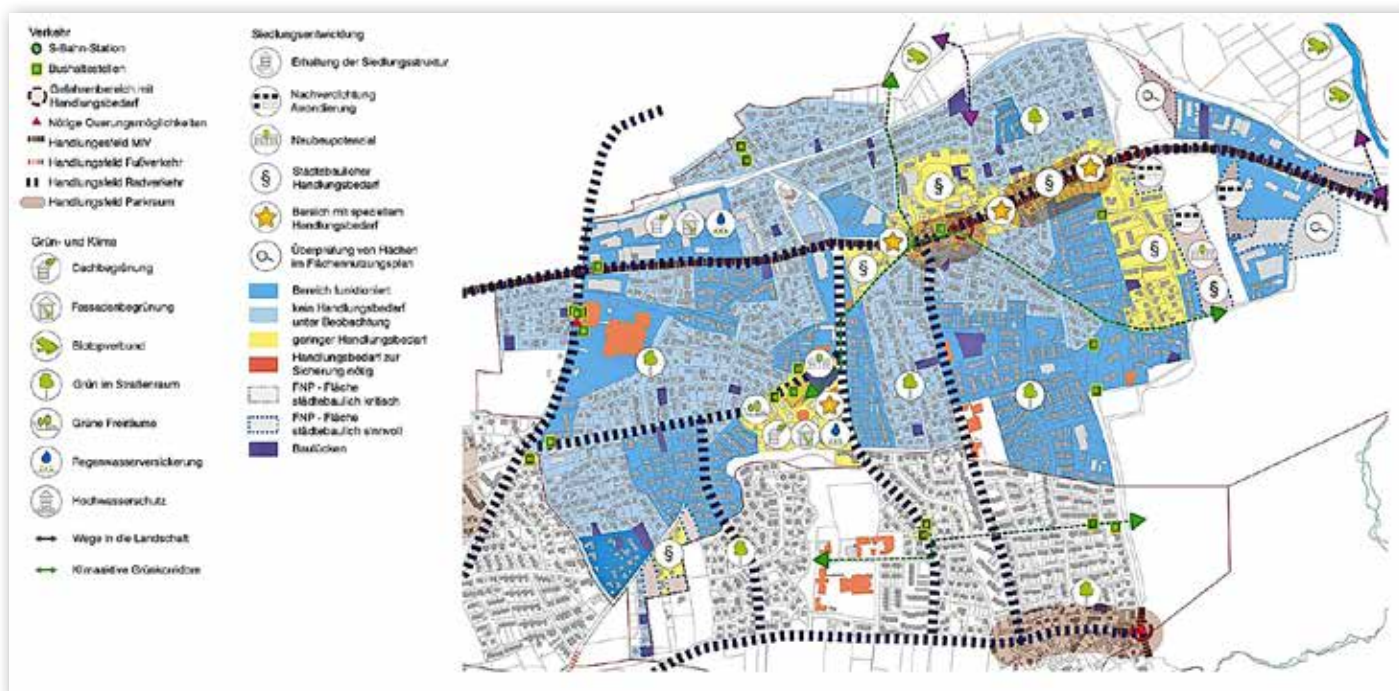 Verkehr
S-Bahn-Station
Bushaltestellen
Gefahrenbereich mit
Handlungsbedarf
Nötige Querungsmöglichkeiten
Handlungsfeld MIV
Handlungsfeld Fußverkehr
Handlungsfeld Radverkehr
Handlungsfeld Parkraum
Grün- und Klima
Dachbegrünung
Fassadenbegrünung
Biotopverbund
Grün im Straßenraum
Grüne Freiräume
Regenwasserversickerung
Hochwasserschutz
Wege in die Landschaft
Klimaaktive Grünkorridore
Siedlungsentwicklung
Erhaltung der Siedlungsstruktur
Nachverdichtung
Arrondierung
Neubaupotenzial
§
Städtebaulicher
Handlungsbedarf
Bereich mit speziellem
Handlungsbedarf
Überprüfung von Flächen
im Flächennutzungsplan
Bereich funktioniert
kein Handlungsbedarf
unter Beobachtung
geringer Handlungsbedarf
Handlungsbedarf zur
Sicherung nötig
FNP - Fläche
städtebaulich kritisch
FNP - Fläche
städtebaulich sinnvoll
Baulücken
§
§
§
§
§
§